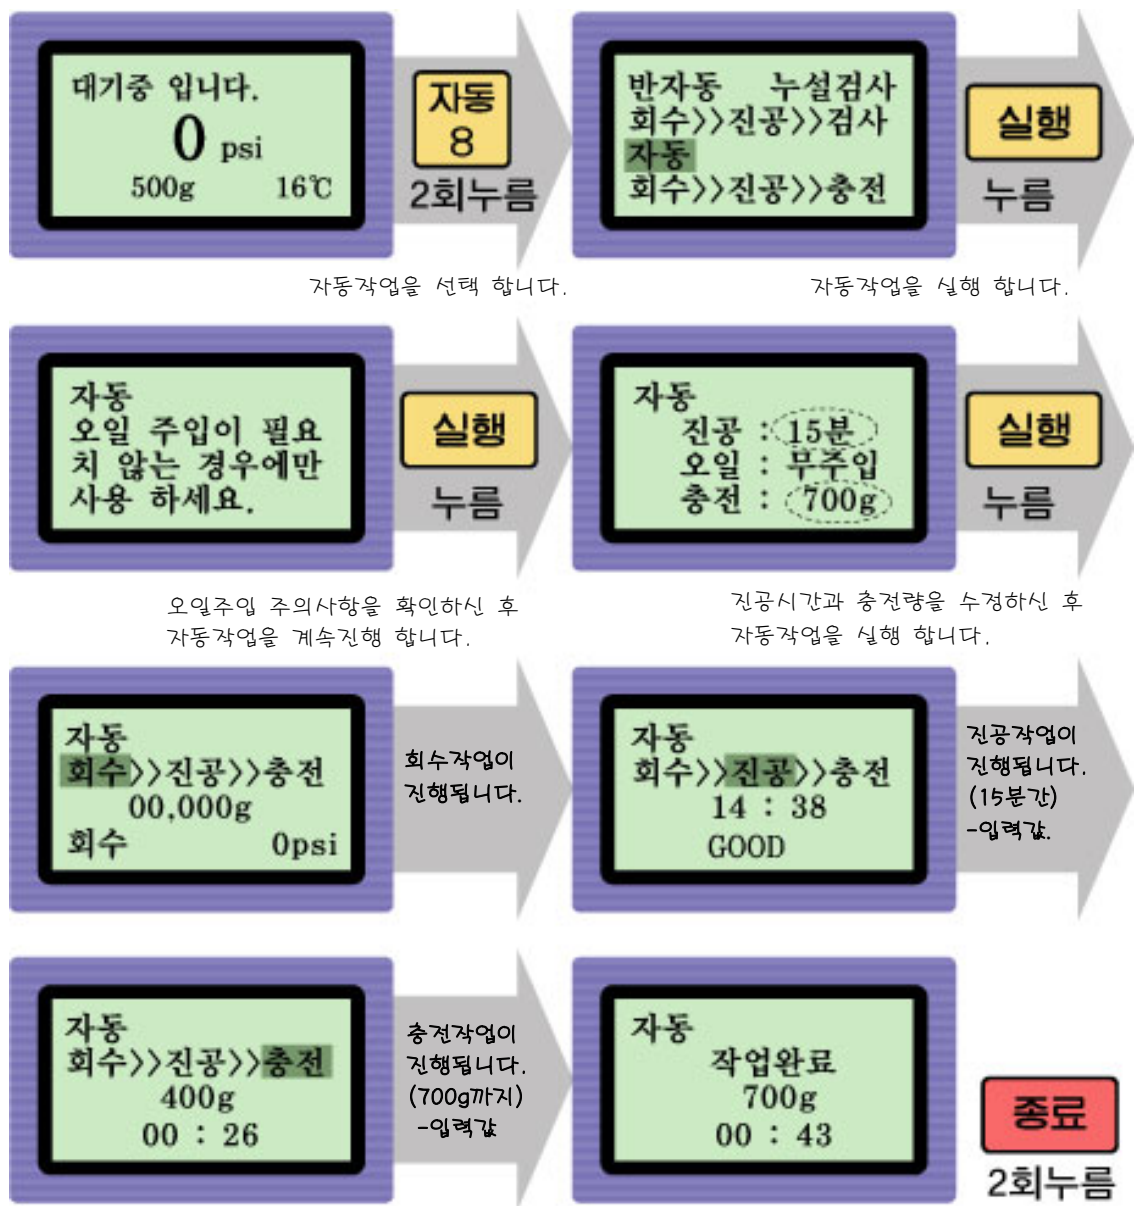 대기중 입니다.
0 psi
500g 16℃
자동
8
2회누름
반자동 누설검사
회수>>진공>>검사
자동
회수>>진공>>충전
실행
누름
자동작업을 선택 합니다.
자동작업을 실행 합니다.
자동
오일 주입이 필요
치 않는 경우에만
사용 하세요.
실행
누름
자동
진공 : 15분
오일 : 무주입
충전 : 700g
실행
누름
오일주입 주의사항을 확인하신 후
자동작업을 계속진행 합니다.
진공시간과 충전량을 수정하신 후
자동작업을 실행 합니다.
자동
회수>>진공>>충전
00,000g
회수 0psi
회수작업이
진행됩니다.
자동
회수>>진공>>충전
14 : 38
GOOD
진공작업이
진행됩니다.
(15분간)
-입력값.
자동
회수>>진공>>충전
400g
00 : 26
충전작업이
진행됩니다.
(700g까지)
-입력값
자동
작업완료
700g
00 : 43
종료
2회누름